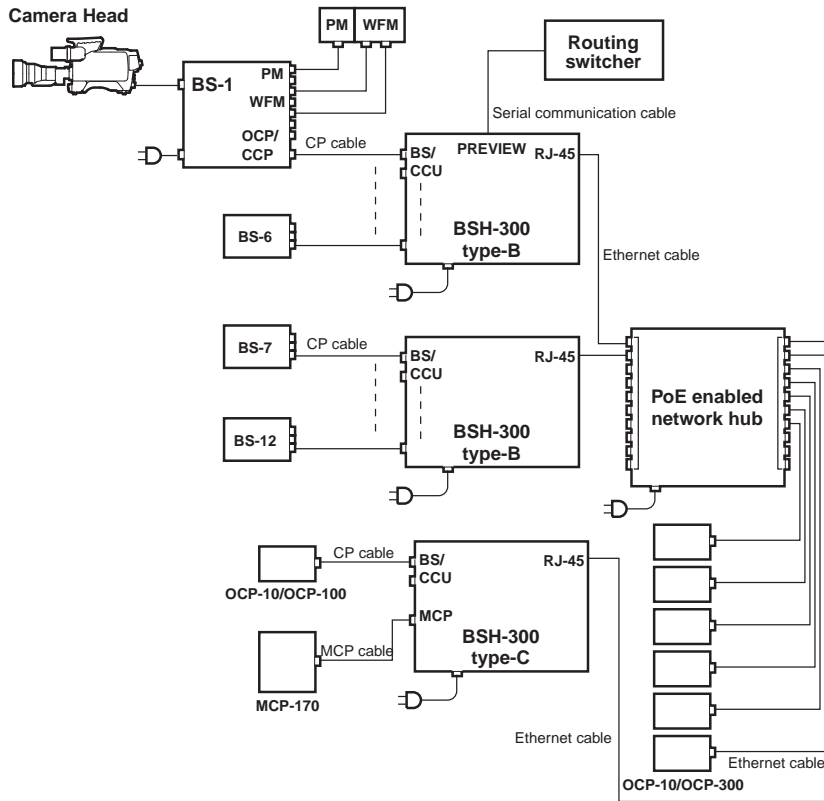 Camera Head
PM WFM
Routing
switcher
BS-1
PM
WFM
OCP/
CCP
Serial communication cable
CP cable
BS/
CCU
PREVIEW
RJ-45
BSH-300
type-B
BS-6
Ethernet cable
BS-7
CP cable
BS/
CCU
RJ-45
BSH-300
type-B
BS-12
PoE enabled
network hub
OCP-10/OCP-100
CP cable
BS/
CCU
RJ-45
MCP
BSH-300
type-C
MCP cable
MCP-170
Ethernet cable
Ethernet cable
OCP-10/OCP-300